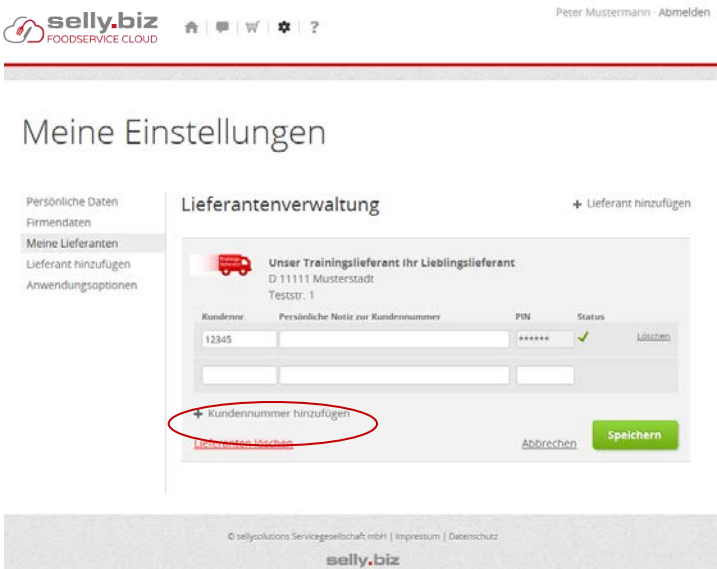 selly.biz
FOODSERVICE CLOUD
?
Peter Mustermann · Abmelden
Meine Einstellungen
Persönliche Daten
Firmendaten
Meine Lieferanten
Lieferant hinzufügen
Anwendungsoptionen
Lieferantenverwaltung
+ Lieferant hinzufügen
Unser Trainingslieferant Ihr Lieblingslieferant
D 11111 Musterstadt
Teststr. 1
Kundennr. Persönliche Notiz zur Kundennummer PIN Status
12345 ****** Löschen
+ Kundennummer hinzufügen
Lieferanten löschen
Abbrechen
Speichern
© sellysolutions Servicegesellschaft mbH | Impressum | Datenschutz
selly.biz